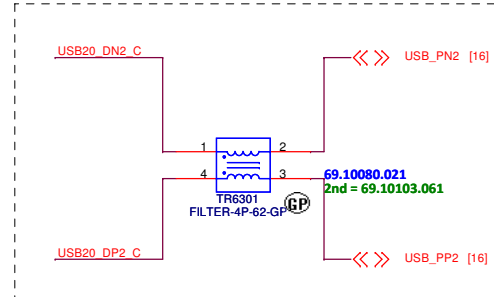 USB20_DN2_C
USB_PN2 [16]
1 2
4 3
69.10080.021
2nd = 69.10103.061
TR6301
FILTER-4P-62-GP
GP
USB20_DP2_C
USB_PP2 [16]